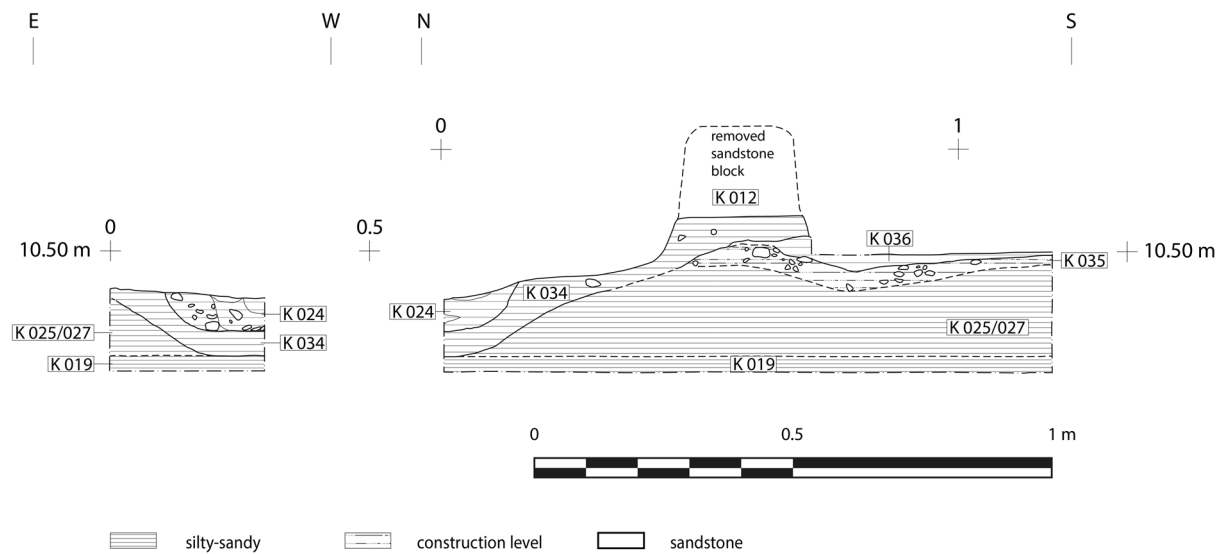 E W N S
0 1
removed
sandstone
block
K 012
0 0.5
K 036
10.50 m 10.50 m
K 035
K 034
K 024 K 024
K 025/027 K 025/027
K 034
K 019 K 019
0 0.5 1 m
silty-sandy construction level sandstone